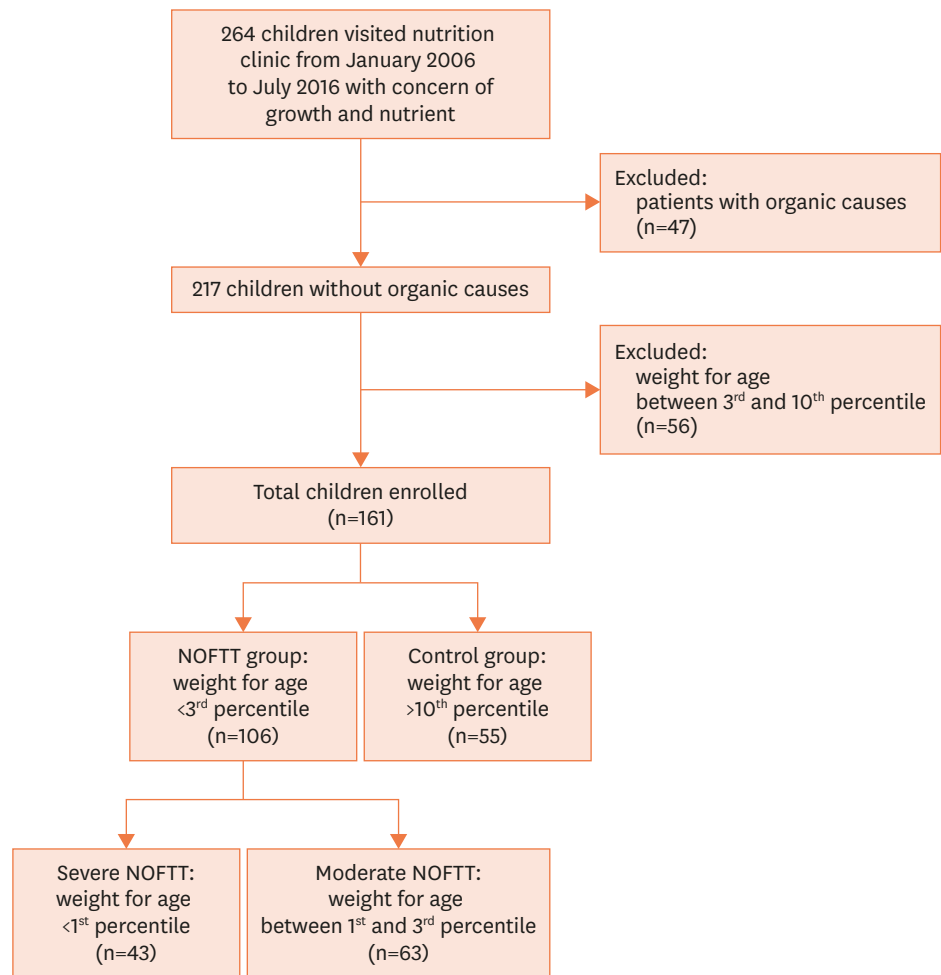 264 children visited nutrition
clinic from January 2006
to July 2016 with concern of
growth and nutrient
Excluded:
patients with organic causes
(n=47)
217 children without organic causes
Excluded:
weight for age
between 3rd and 10th percentile
(n=56)
Total children enrolled
(n=161)
NOFTT group:
weight for age
<3rd percentile
(n=106)
Control group:
weight for age
>10th percentile
(n=55)
Severe NOFTT:
weight for age
<1st percentile
(n=43)
Moderate NOFTT:
weight for age
between 1st and 3rd percentile
(n=63)